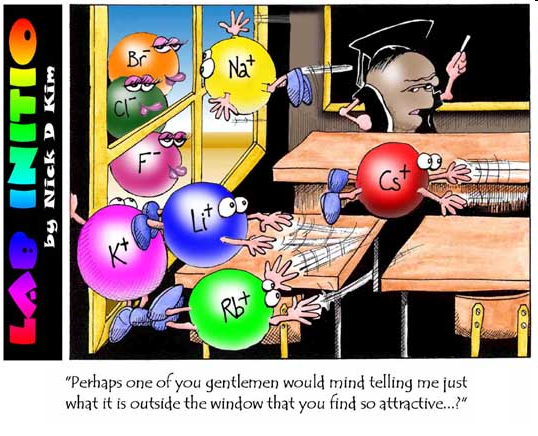 LAB INITIO
by Nick D Kim
Br⁻
Cl⁻
F⁻
Na⁺
Cs⁺
Li⁺
K⁺
Rb⁺
"Perhaps one of you gentlemen would mind telling me just
what it is outside the window that you find so attractive...?"